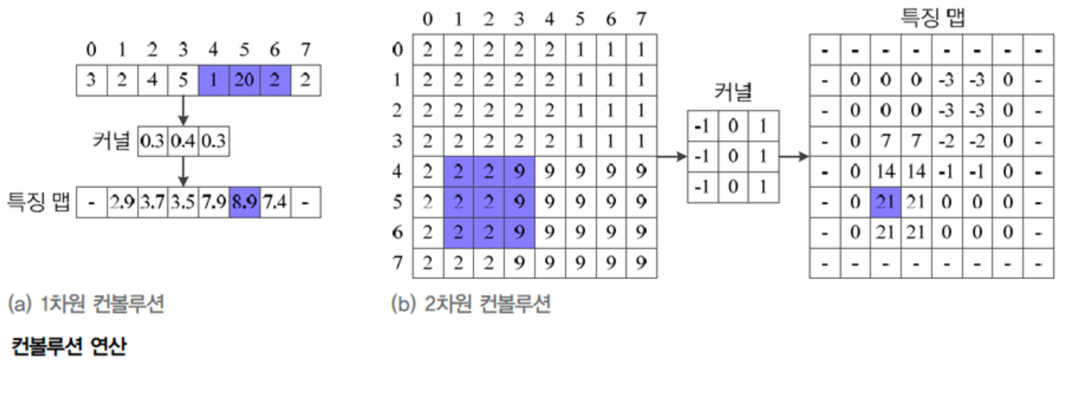 0 1 2 3 4 5 6 7
3 2 4 5 1 20 2 2
커널 0.3 0.4 0.3
특징 맵 - 2.9 3.7 3.5 7.9 8.9 7.4 -
(a) 1차원 컨볼루션
0 1 2 3 4 5 6 7
0 2 2 2 2 2 1 1 1
1 2 2 2 2 2 1 1 1
2 2 2 2 2 2 1 1 1
3 2 2 2 2 2 1 1 1
4 2 2 2 9 9 9 9 9
5 2 2 2 9 9 9 9 9
6 2 2 2 9 9 9 9 9
7 2 2 2 9 9 9 9 9
(b) 2차원 컨볼루션
커널
-1 0 1
-1 0 1
-1 0 1
특징 맵
- - - - - - - -
- 0 0 0 -3 -3 0 -
- 0 0 0 -3 -3 0 -
- 0 7 7 -2 -2 0 -
- 0 14 14 -1 -1 0 -
- 0 21 21 0 0 0 -
- 0 21 21 0 0 0 -
- - - - - - - -
컨볼루션 연산